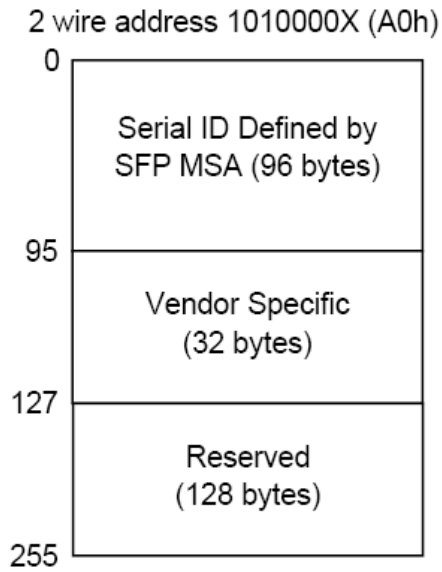 2 wire address 1010000X (A0h)
0
Serial ID Defined by
SFP MSA (96 bytes)
95
Vendor Specific
(32 bytes)
127
Reserved
(128 bytes)
255